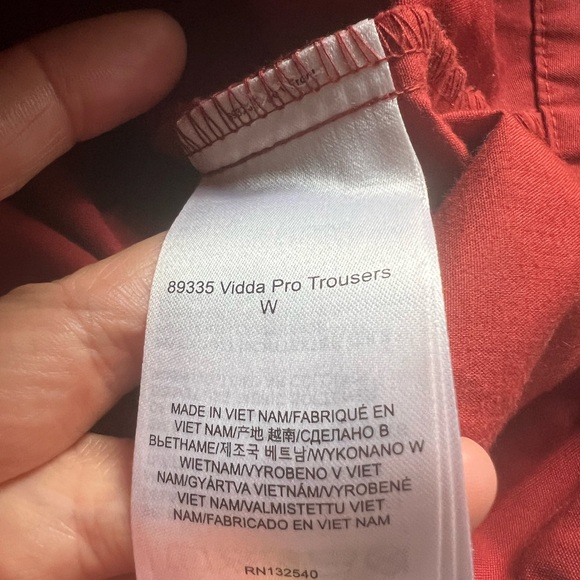 89335 Vidda Pro Trousers
W
MADE IN VIET NAM/FABRIQUÉ EN
VIET NAM/产地 越南/СДЕЛАНО В
ВЬЕТНАМЕ/제조국 베트남/WYKONANO W
WIETNAM/VYROBENO V VIET
NAM/GYÁRTVA VIETNÁM/VYROBENÉ
VIET NAM/VALMISTETTU VIET
NAM/FABRICADO EN VIET NAM
RN132540